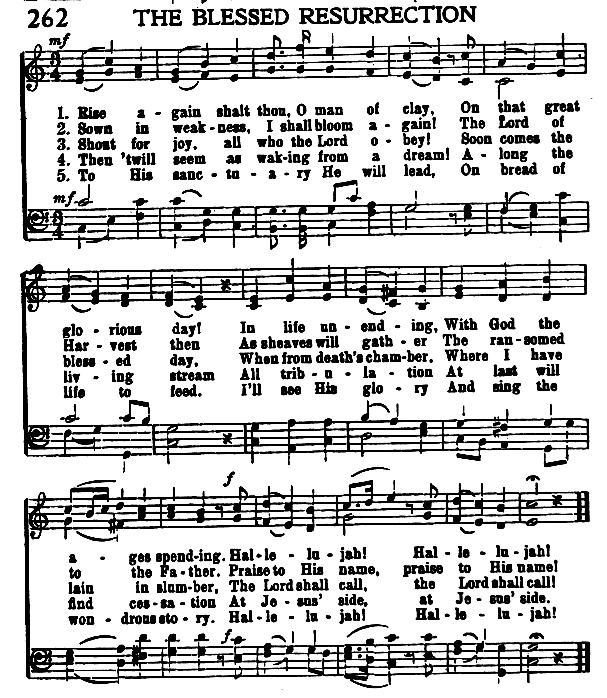 262 THE BLESSED RESURRECTION
mf
1. Rise a - gain shalt thou, O man of clay, On that great
2. Sown in weak - ness, I shall bloom a - gain! The Lord of
3. Shout for joy, all who the Lord o - bey! Soon comes the
4. Then 'twill seem as wak - ing from a dream! A - long the
5. To His sanc - tu - a - ry He will lead, On bread of
mf
glo - rious day! In life un - end - ing, With God the
Har - vest then As sheaves will gath - er The ran - somed
bless - ed day, When from death's cham - ber, Where I have
liv - ing stream All trib - u - la - tion At last will
life to feed. I'll see His glo - ry And sing the
f
a - ges spend - ing. Hal - le - lu - jah! Hal - le - lu - jah!
to the Fa - ther. Praise to His name, praise to His name!
lain in slum - ber, The Lord shall call, the Lord shall call!
find ces - sa - tion At Je - sus' side, at Je - sus' side.
won - drous sto - ry. Hal - le - lu - jah! Hal - le - lu - jah!
f